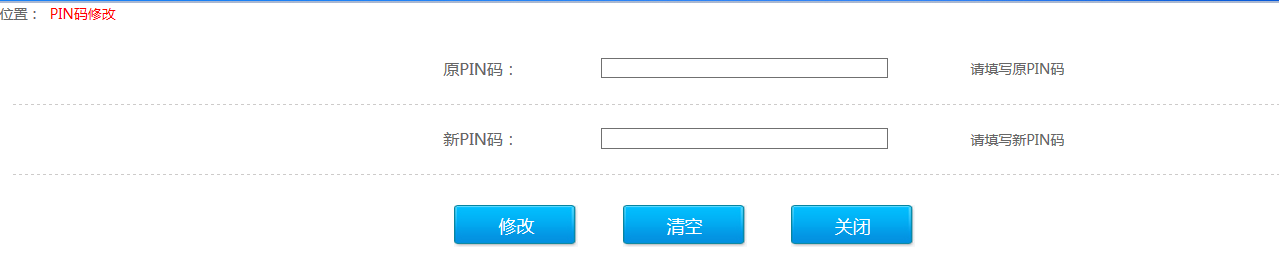 位置： PIN码修改
原PIN码： 请填写原PIN码
新PIN码： 请填写新PIN码
修改 清空 关闭